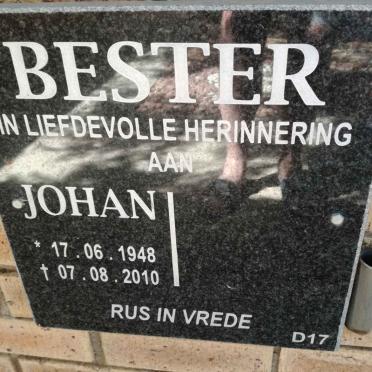 BESTER
IN LIEFDEVOLLE HERINNERING
AAN
JOHAN
* 17 . 06 . 1948
† 07 . 08 . 2010
RUS IN VREDE
D17